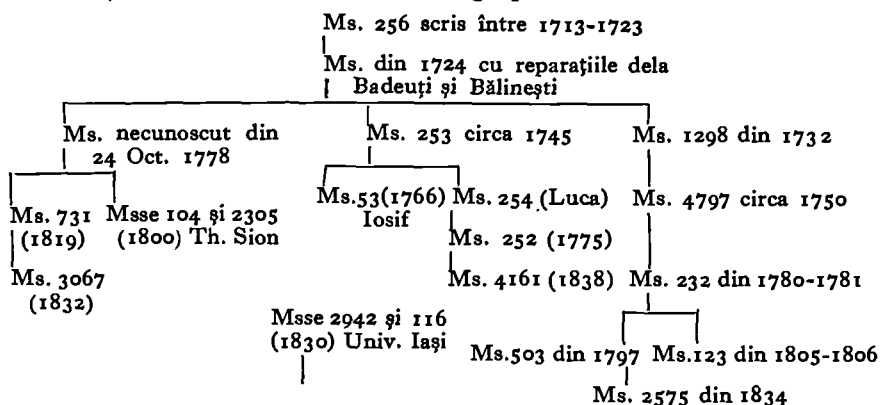 Ms. 256 scris între 1713-1723
Ms. din 1724 cu reparațiile dela
Badeuți și Bălinești
Ms. necunoscut din
24 Oct. 1778
Ms. 253 circa 1745
Ms. 1298 din 1732
Ms. 731
(1819)
Msse 104 și 2305
(1800) Th. Sion
Ms.53(1766)
Iosif
Ms. 254 (Luca)
Ms. 4797 circa 1750
Ms. 252 (1775)
Ms. 3067
(1832)
Ms. 4161 (1838)
Ms. 232 din 1780-1781
Msse 2942 și 116
(1830) Univ. Iași
Ms.503 din 1797
Ms.123 din 1805-1806
Ms. 2575 din 1834